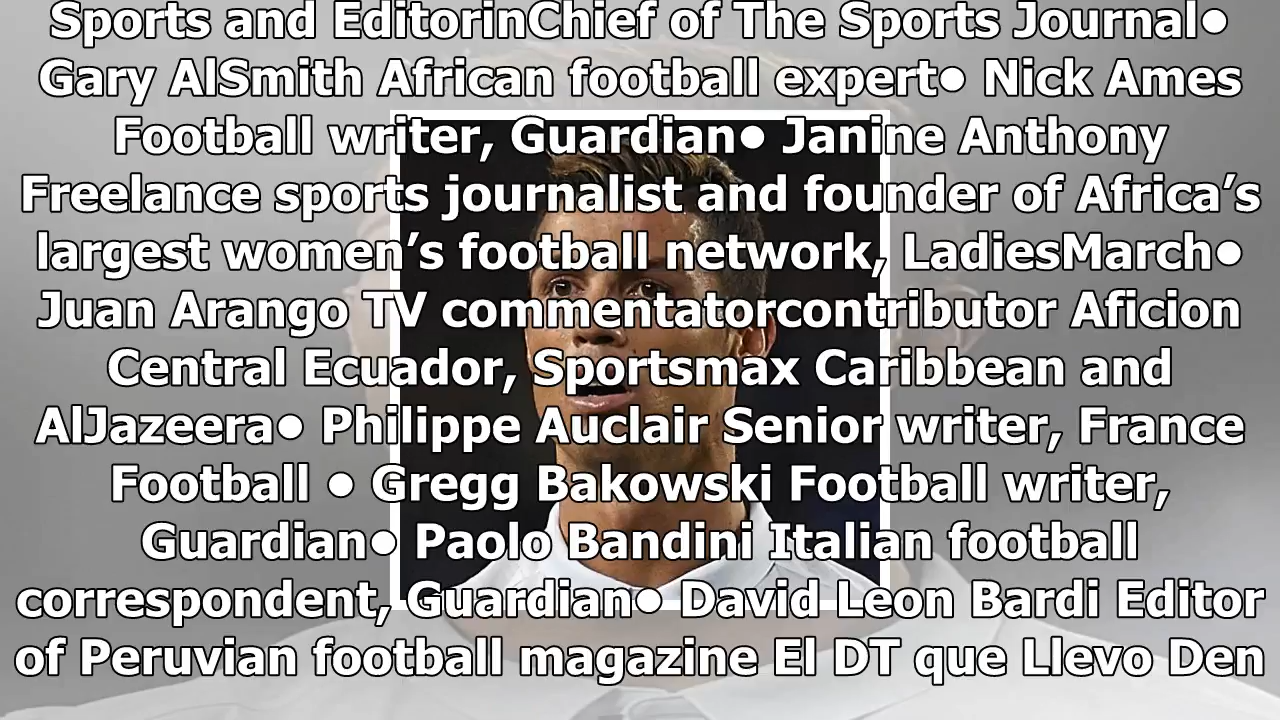 Sports and EditorinChief of The Sports Journal●
Gary AlSmith African football expert● Nick Ames
Football writer, Guardian● Janine Anthony
Freelance sports journalist and founder of Africa’s
largest women’s football network, LadiesMarch●
Juan Arango TV commentatorcontributor Aficion
Central Ecuador, Sportsmax Caribbean and
AlJazeera● Philippe Auclair Senior writer, France
Football ● Gregg Bakowski Football writer,
Guardian● Paolo Bandini Italian football
correspondent, Guardian● David Leon Bardi Editor
of Peruvian football magazine El DT que Llevo Den